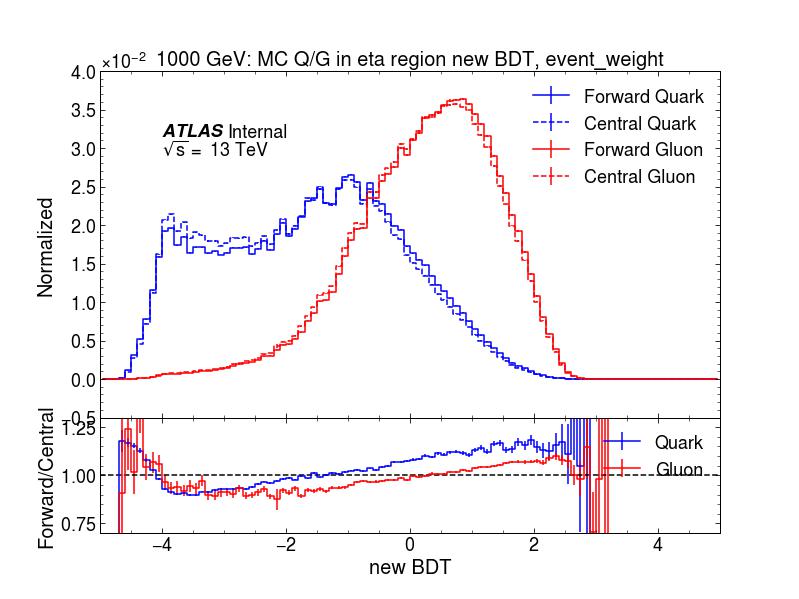 ×10⁻² 1000 GeV: MC Q/G in eta region new BDT, event_weight
4.0
3.5
3.0
2.5
2.0
1.5
1.0
0.5
0.0
0.5
Normalized
ATLAS Internal
√s = 13 TeV
Forward Quark
Central Quark
Forward Gluon
Central Gluon
1.25
1.00
0.75
Forward/Central
Quark
Gluon
−4 −2 0 2 4
new BDT